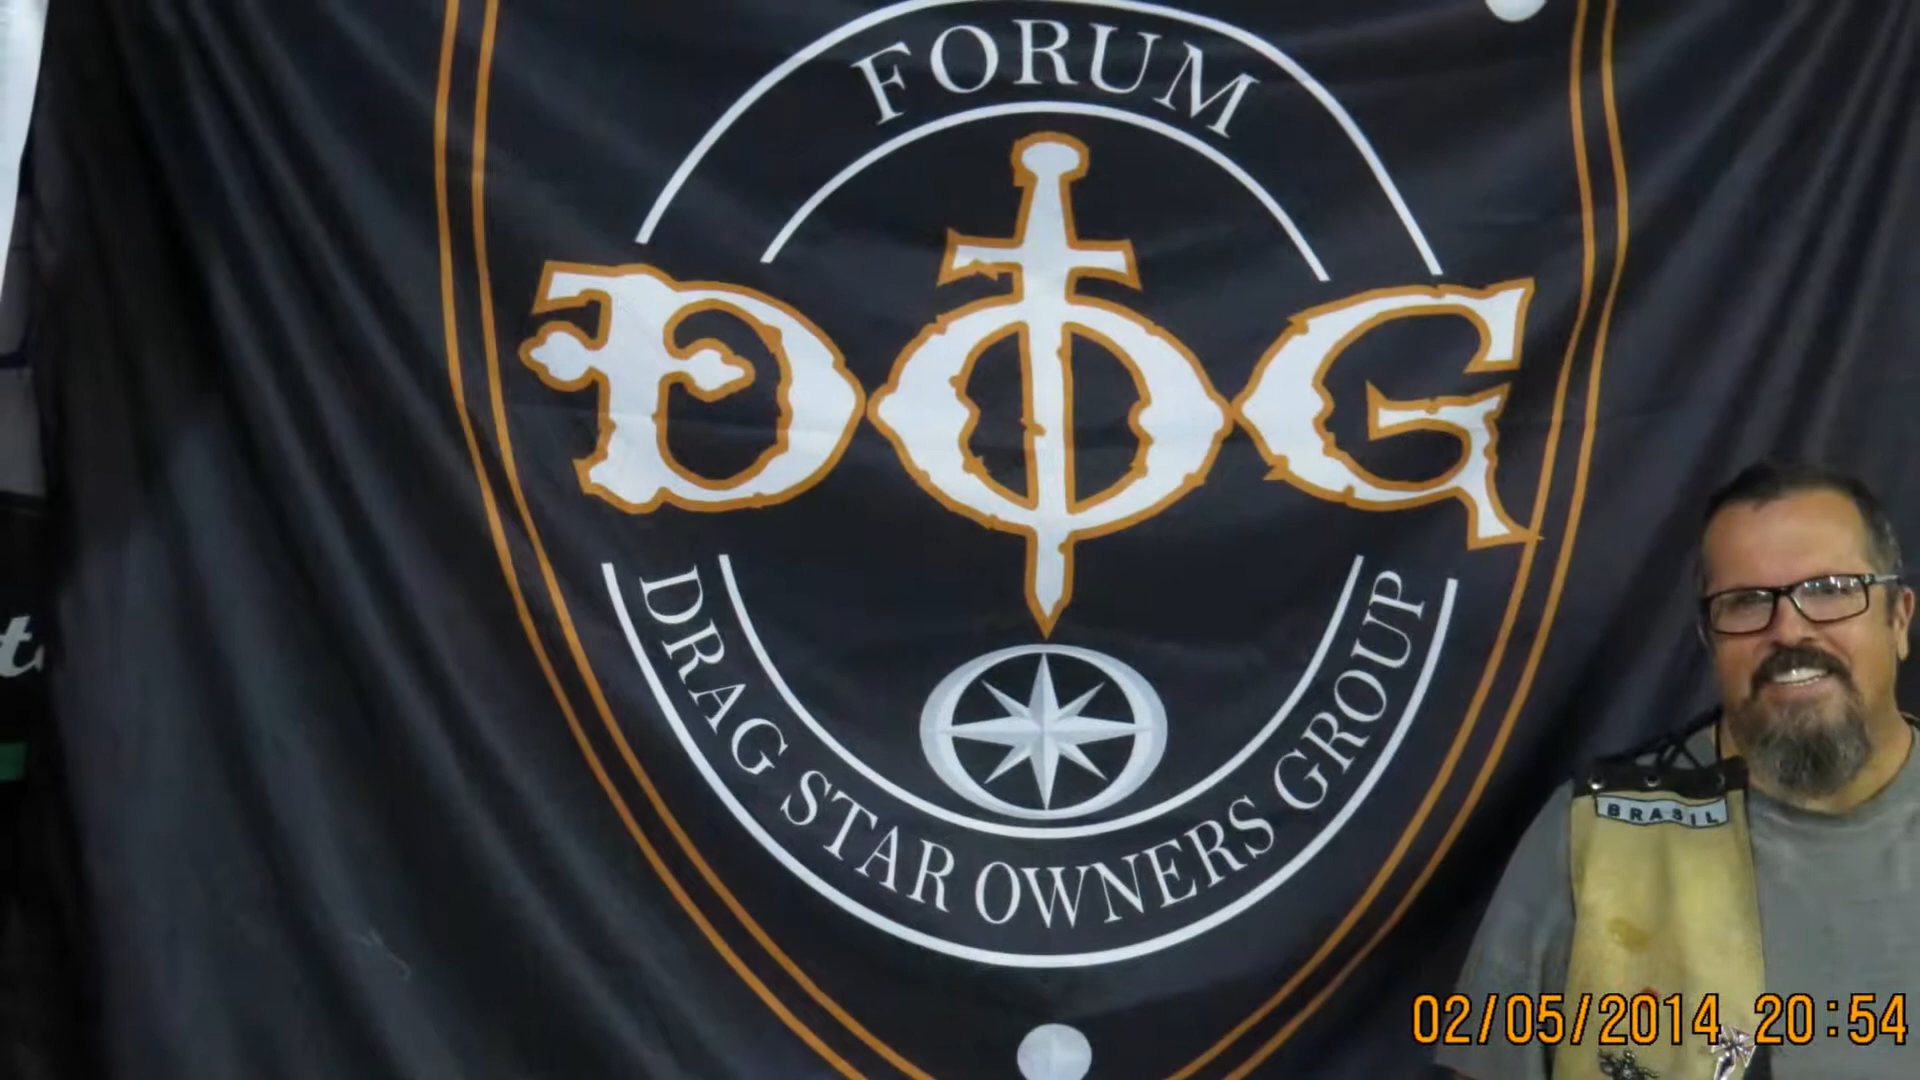 FORUM
DOG
DRAG STAR OWNERS GROUP
BRASIL
02/05/2014 20:54